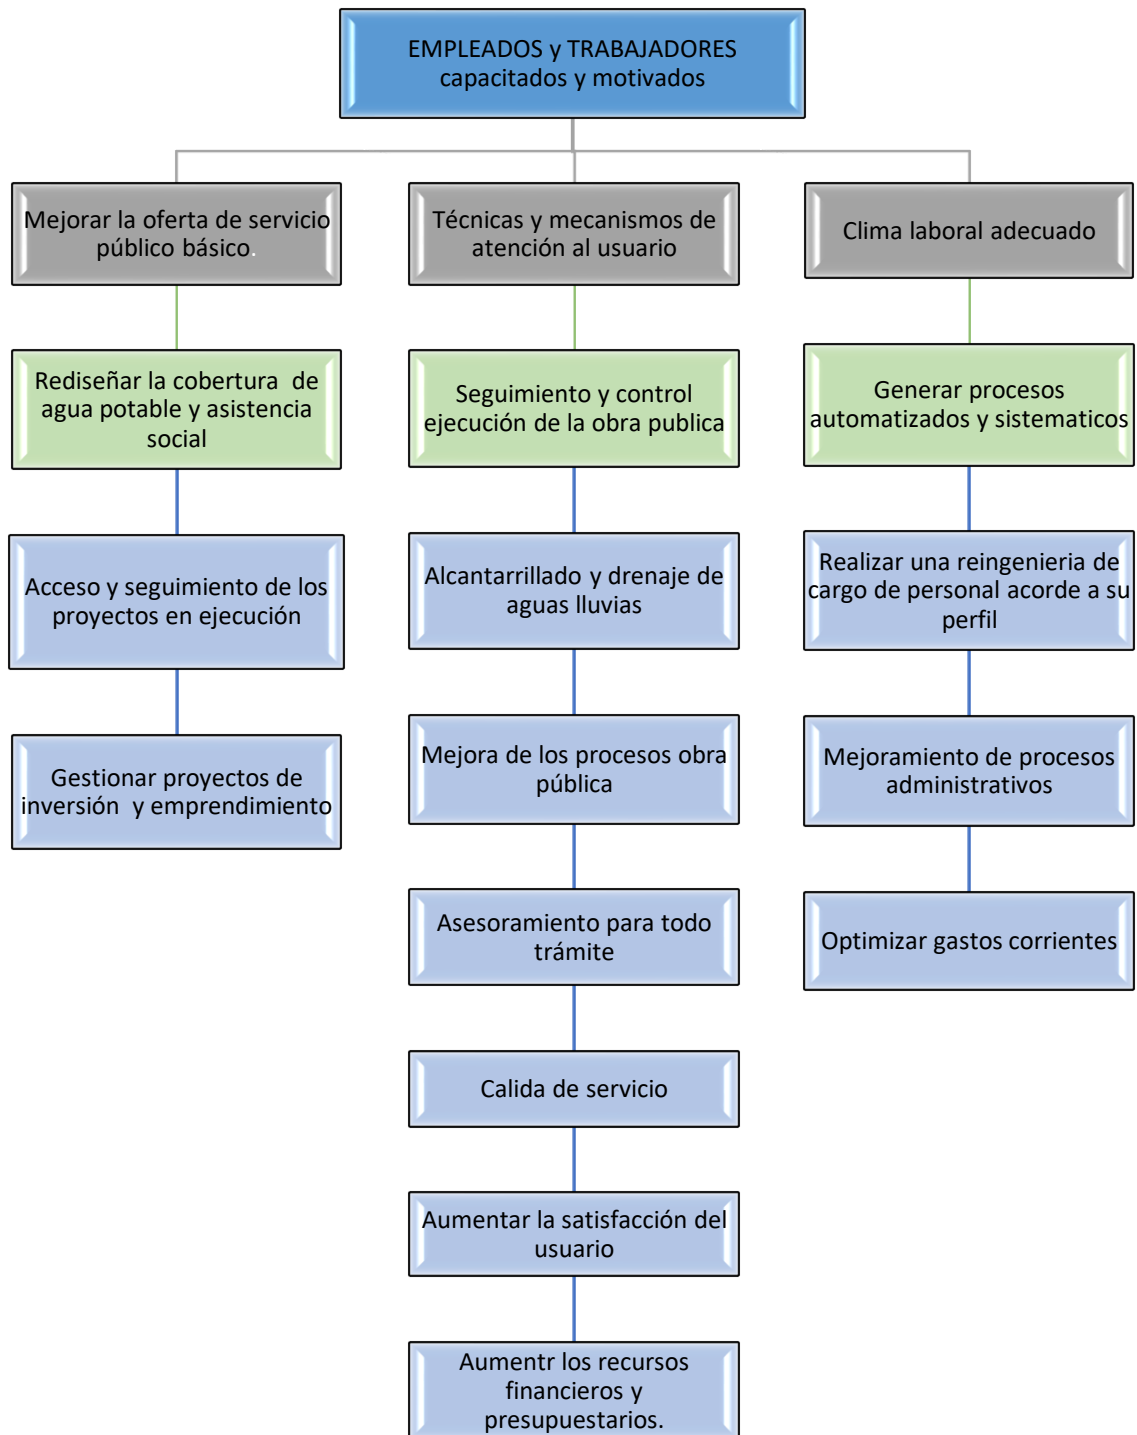 EMPLEADOS y TRABAJADORES
capacitados y motivados
Mejorar la oferta de servicio
público básico.
Técnicas y mecanismos de
atención al usuario
Clima laboral adecuado
Rediseñar la cobertura de
agua potable y asistencia
social
Seguimiento y control
ejecución de la obra publica
Generar procesos
automatizados y sistematicos
Acceso y seguimiento de los
proyectos en ejecución
Alcantarrillado y drenaje de
aguas lluvias
Realizar una reingenieria de
cargo de personal acorde a su
perfil
Gestionar proyectos de
inversión y emprendimiento
Mejora de los procesos obra
pública
Mejoramiento de procesos
administrativos
Asesoramiento para todo
trámite
Optimizar gastos corrientes
Calida de servicio
Aumentar la satisfacción del
usuario
Aumentr los recursos
financieros y
presupuestarios.